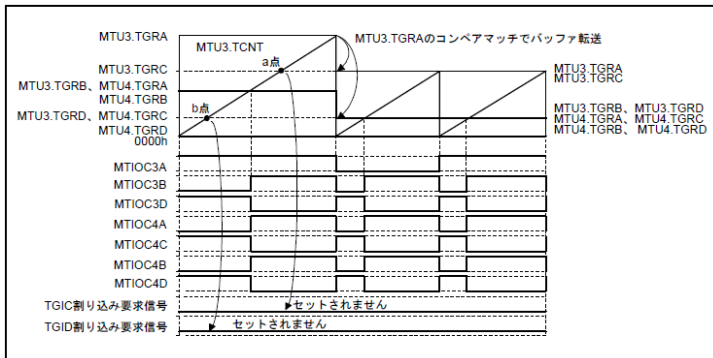 MTU3.TGRA
MTU3.TCNT
MTU3.TGRAのコンペアマッチでバッファ転送
a点
MTU3.TGRC
MTU3.TGRA
MTU3.TGRC
MTU3.TGRB、MTU4.TGRA
MTU4.TGRB
b点
MTU3.TGRD、MTU4.TGRC
MTU4.TGRD
0000h
MTU3.TGRB、MTU3.TGRD
MTU4.TGRA、MTU4.TGRC
MTU4.TGRB、MTU4.TGRD
MTIOC3A
MTIOC3B
MTIOC3D
MTIOC4A
MTIOC4C
MTIOC4B
MTIOC4D
TGIC割り込み要求信号
セットされません
TGID割り込み要求信号
セットされません